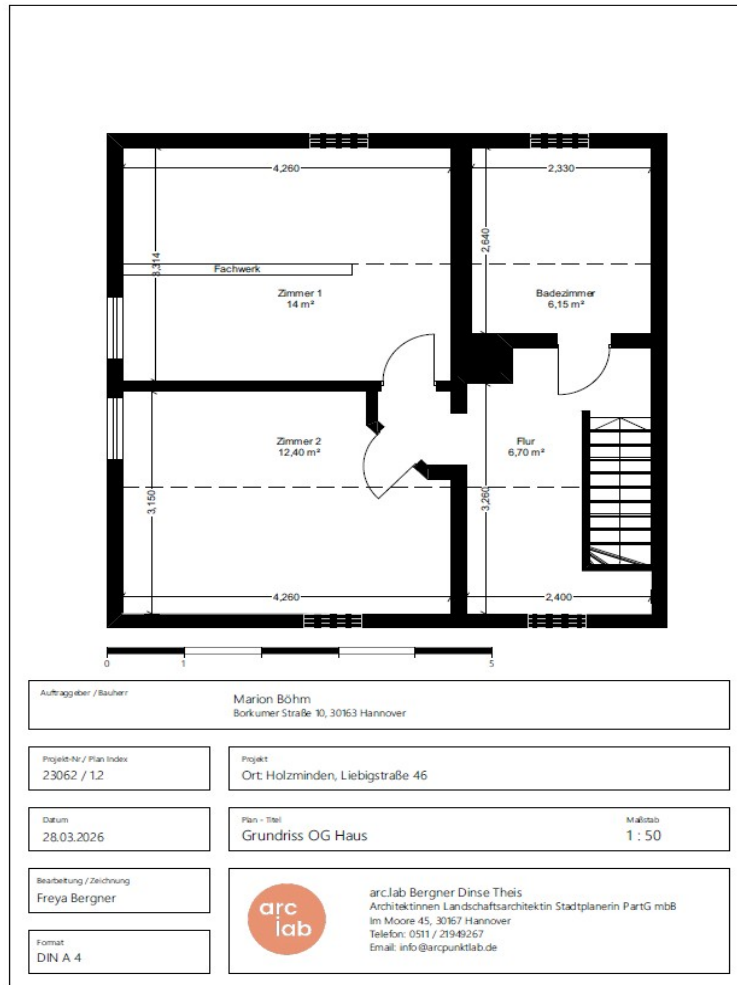 4,260
2,330
3,314
2,640
Fachwerk
Zimmer 1
14 m²
Badezimmer
6,15 m²
Zimmer 2
12,40 m²
Flur
6,70 m²
3,150
3,260
4,260
2,400
0 1 5
Auftraggeber / Bauherr
Marion Böhm
Borkumer Straße 10, 30163 Hannover
Projekt-Nr./ Plan Index
23062 / 1.2
Projekt
Ort: Holzminden, Liebigstraße 46
Datum
28.03.2026
Plan - Titel
Grundriss OG Haus
Maßstab
1 : 50
Bearbeitung / Zeichnung
Freya Bergner
Format
DIN A 4
arc
lab
arc.lab Bergner Dinse Theis
Architektinnen Landschaftsarchitektin Stadtplanerin PartG mbB
Im Moore 45, 30167 Hannover
Telefon: 0511 / 21949267
Email: info@arcpunktlab.de